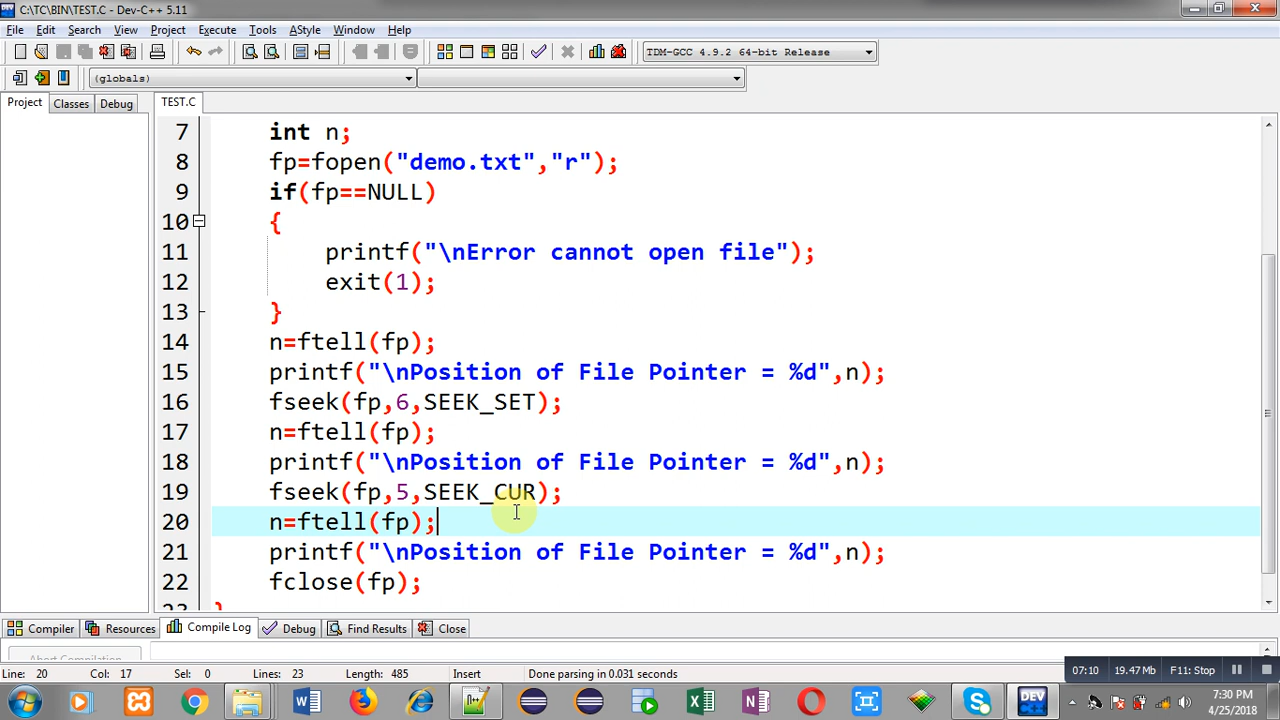 C:\TC\BIN\TEST.C - Dev-C++ 5.11
File Edit Search View Project Execute Tools AStyle Window Help
TDM-GCC 4.9.2 64-bit Release
(globals)
Project Classes Debug
TEST.C
7 int n;
8 fp=fopen("demo.txt","r");
9 if(fp==NULL)
10 {
11 printf("\nError cannot open file");
12 exit(1);
13 }
14 n=ftell(fp);
15 printf("\nPosition of File Pointer = %d",n);
16 fseek(fp,6,SEEK_SET);
17 n=ftell(fp);
18 printf("\nPosition of File Pointer = %d",n);
19 fseek(fp,5,SEEK_CUR);
20 n=ftell(fp);
21 printf("\nPosition of File Pointer = %d",n);
22 fclose(fp);
23 }
Compiler Resources Compile Log Debug Find Results Close
Abort Compilation
Line: 20 Col: 17 Sel: 0 Lines: 23 Length: 485 Insert Done parsing in 0.031 seconds
07:10 19.47 Mb F11: Stop
DEV
7:30 PM
4/25/2018